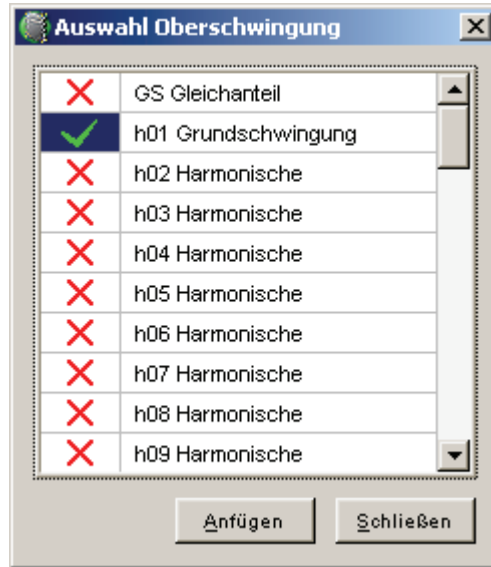 Auswahl Oberschwingung
GS Gleichanteil
h01 Grundschwingung
h02 Harmonische
h03 Harmonische
h04 Harmonische
h05 Harmonische
h06 Harmonische
h07 Harmonische
h08 Harmonische
h09 Harmonische
Anfügen
Schließen